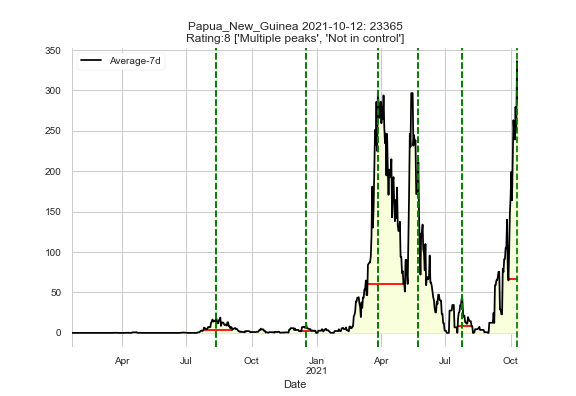 Papua_New_Guinea 2021-10-12: 23365
Rating:8 ['Multiple peaks', 'Not in control']
Average-7d
350
300
250
200
150
100
50
0
Apr
Jul
Oct
Jan
2021
Apr
Jul
Oct
Date